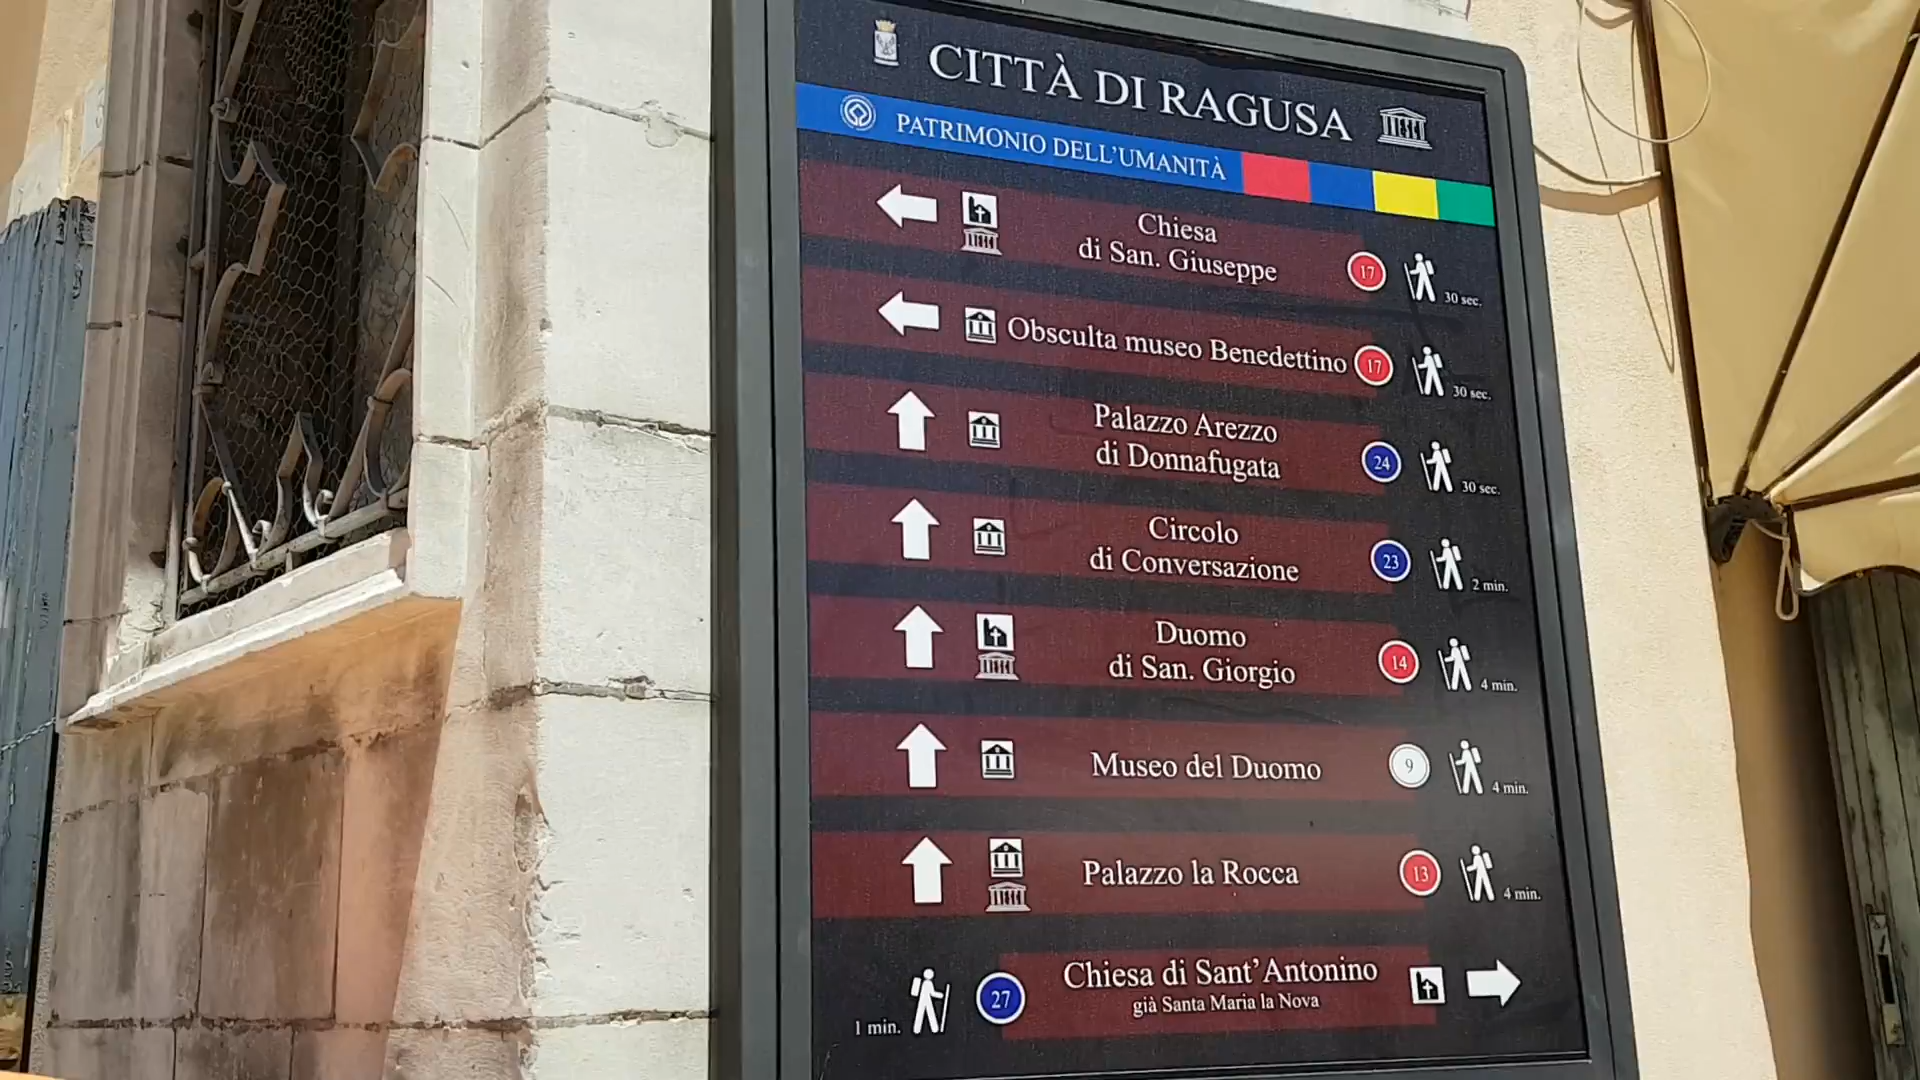 CITTÀ DI RAGUSA
UNESCO
PATRIMONIO DELL'UMANITÀ
Chiesa
di San. Giuseppe
17
30 sec.
Obsculta museo Benedettino
17
30 sec.
Palazzo Arezzo
di Donnafugata
24
30 sec.
Circolo
di Conversazione
23
2 min.
Duomo
di San. Giorgio
14
4 min.
Museo del Duomo
9
4 min.
Palazzo la Rocca
13
4 min.
1 min.
27
Chiesa di Sant'Antonino
già Santa Maria la Nova